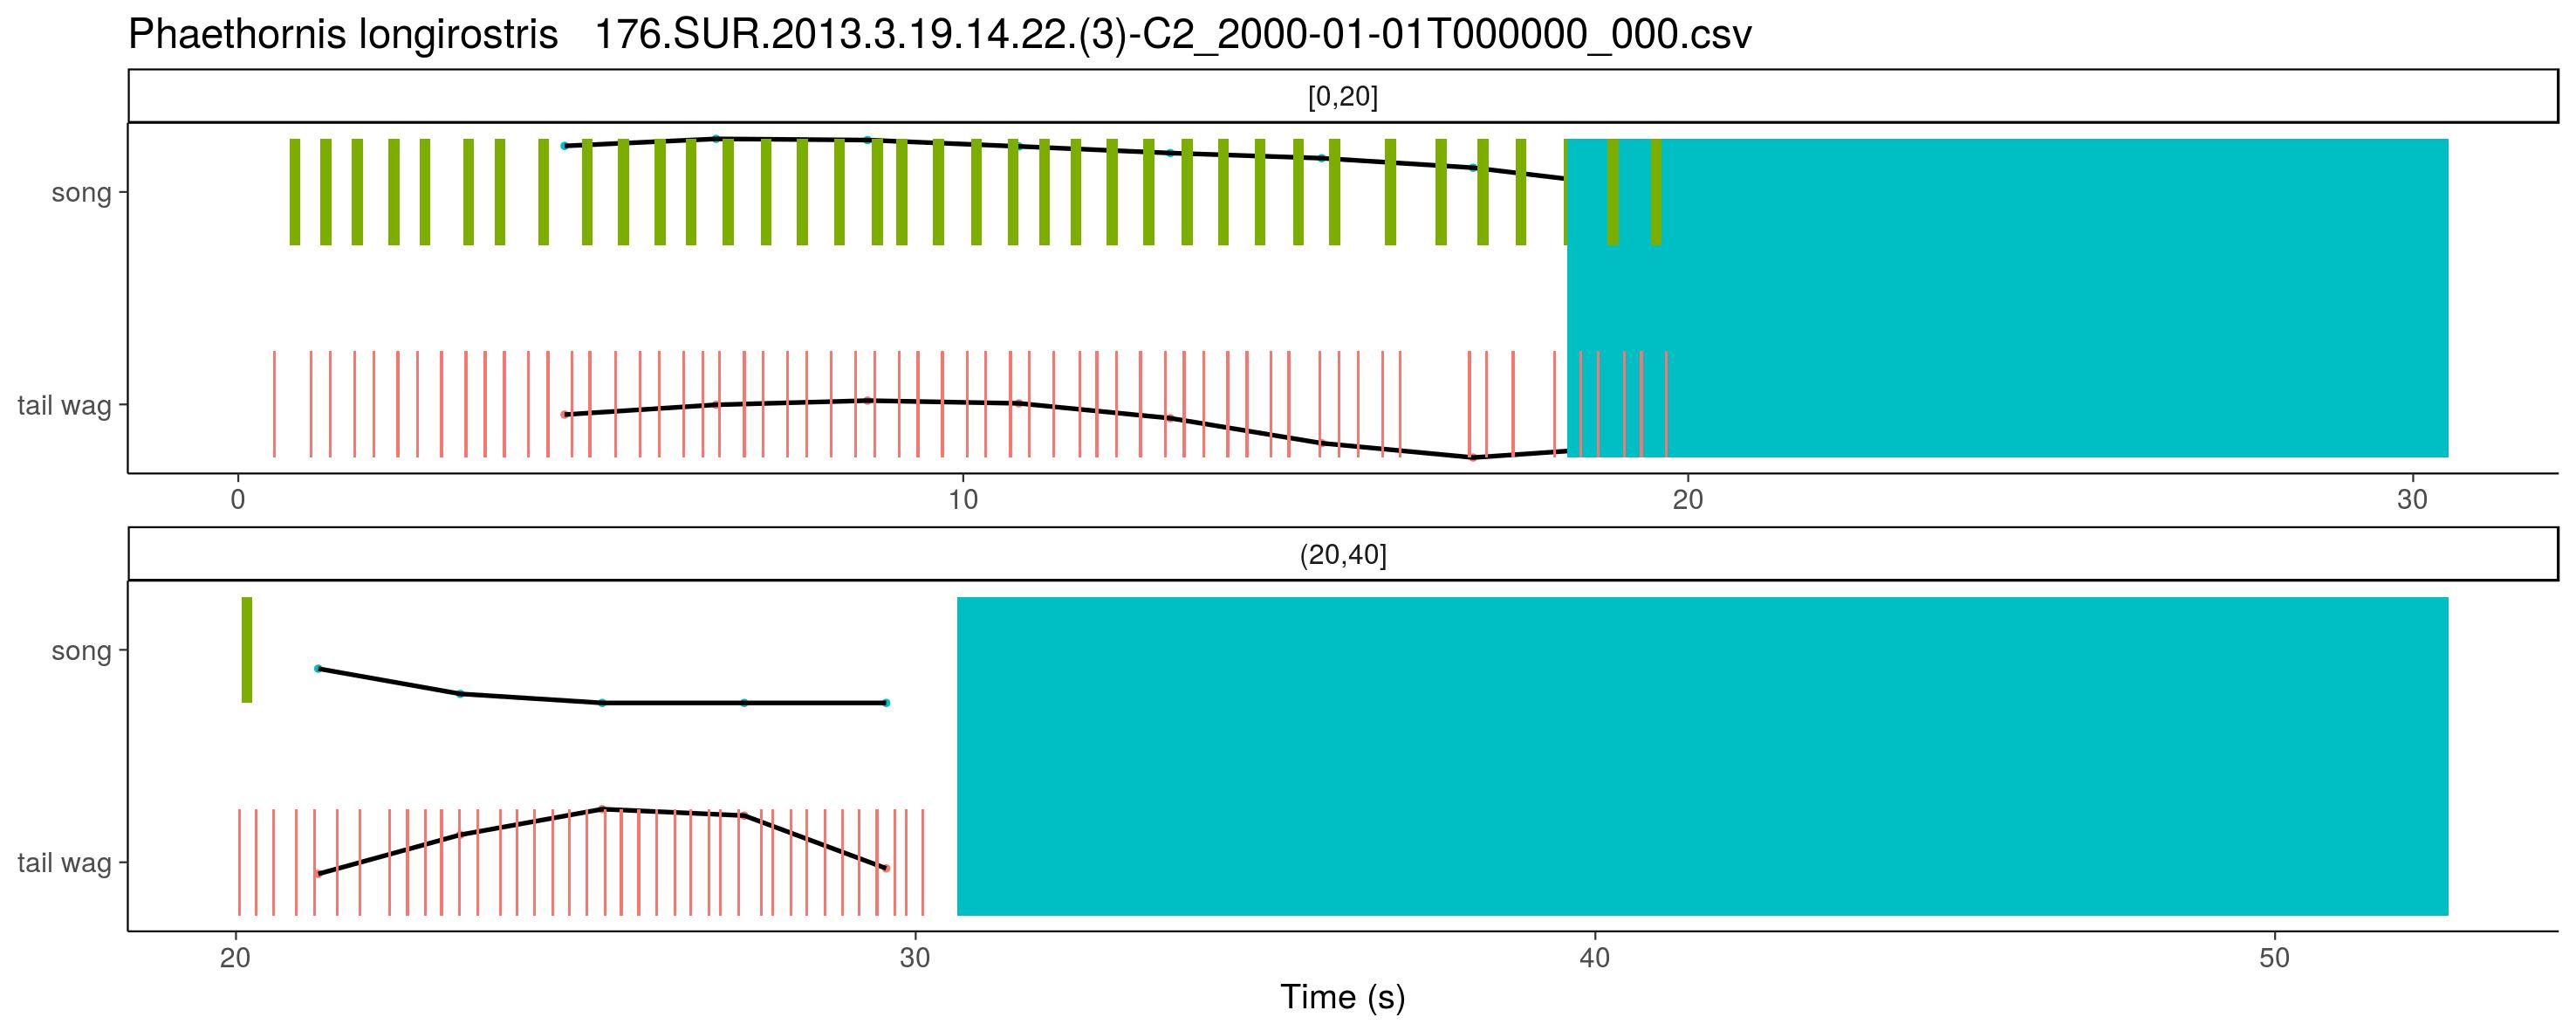 Phaethornis longirostris   176.SUR.2013.3.19.14.22.(3)-C2_2000-01-01T000000_000.csv
[0,20]
song
tail wag
0 10 20 30
(20,40]
song
tail wag
20 30 40 50
Time (s)